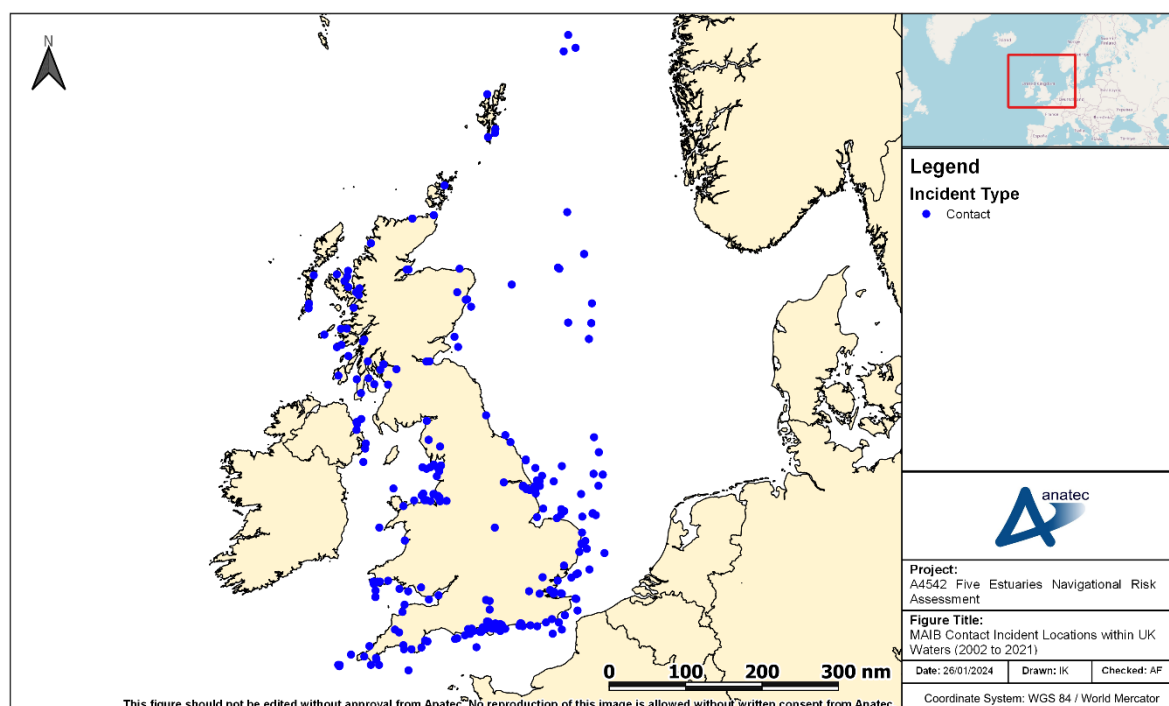 N
Legend
Incident Type
Contact
anatec
Project:
A4542 Five Estuaries Navigational Risk
Assessment
Figure Title:
MAIB Contact Incident Locations within UK
Waters (2002 to 2021)
Date: 26/01/2024
Drawn: IK
Checked: AF
Coordinate System: WGS 84 / World Mercator
0 100 200 300 nm
This figure should not be edited without approval from Anatec. No reproduction of this image is allowed without written consent from Anatec